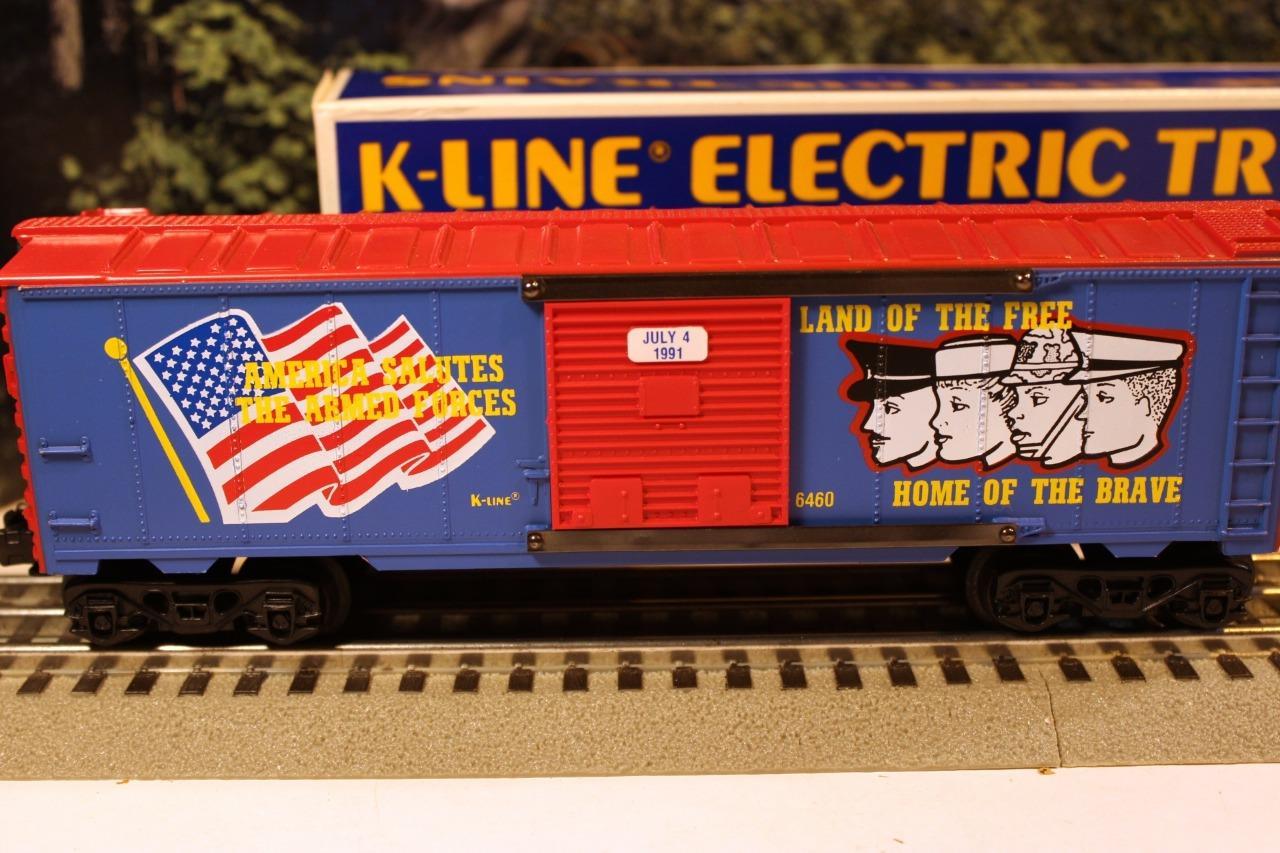 K-LINE® ELECTRIC TR
AMERICA SALUTES
THE ARMED FORCES
K-LINE®
JULY 4
1991
6460
LAND OF THE FREE
HOME OF THE BRAVE